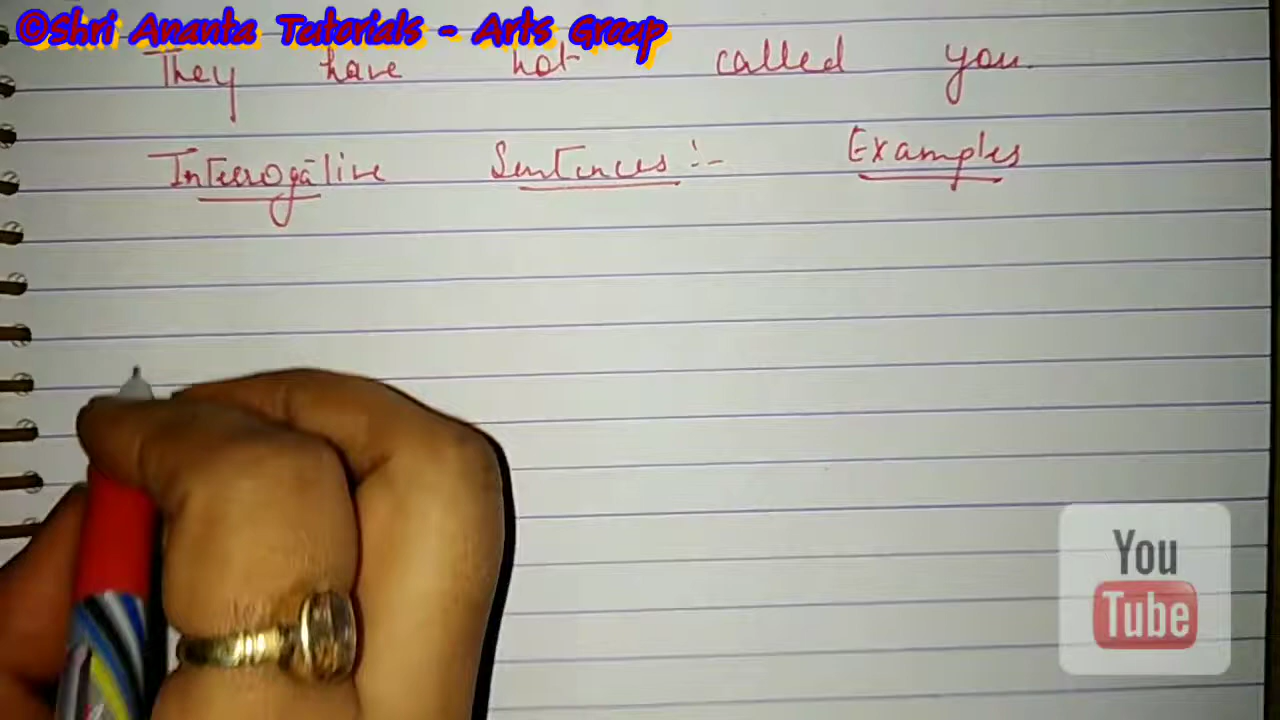 ©Shri Ananta Tutorials - Arts Group
They have not called you.
Interrogative Sentences :- Examples
You
Tube